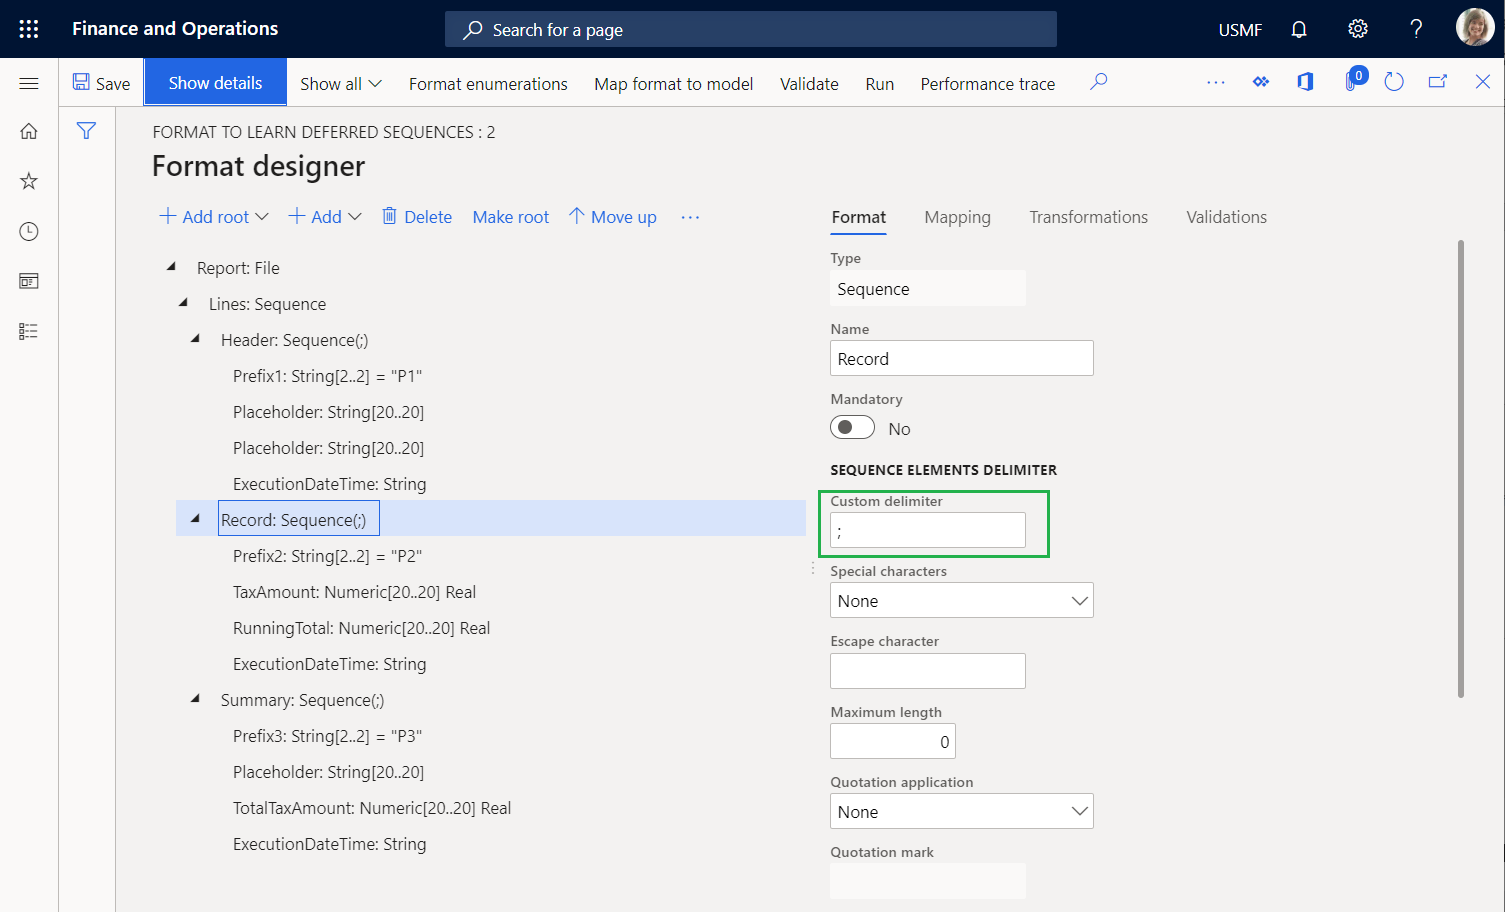 Finance and Operations
Search for a page
USMF
?
Save
Show details
Show all
Format enumerations
Map format to model
Validate
Run
Performance trace
0
FORMAT TO LEARN DEFERRED SEQUENCES : 2
Format designer
Add root
Add
Delete
Make root
Move up
Report: File
Lines: Sequence
Header: Sequence(;)
Prefix1: String[2..2] = "P1"
Placeholder: String[20..20]
Placeholder: String[20..20]
ExecutionDateTime: String
Record: Sequence(;)
Prefix2: String[2..2] = "P2"
TaxAmount: Numeric[20..20] Real
RunningTotal: Numeric[20..20] Real
ExecutionDateTime: String
Summary: Sequence(;)
Prefix3: String[2..2] = "P3"
Placeholder: String[20..20]
TotalTaxAmount: Numeric[20..20] Real
ExecutionDateTime: String
Format
Mapping
Transformations
Validations
Type
Sequence
Name
Record
Mandatory
No
SEQUENCE ELEMENTS DELIMITER
Custom delimiter
;
Special characters
None
Escape character
Maximum length
0
Quotation application
None
Quotation mark